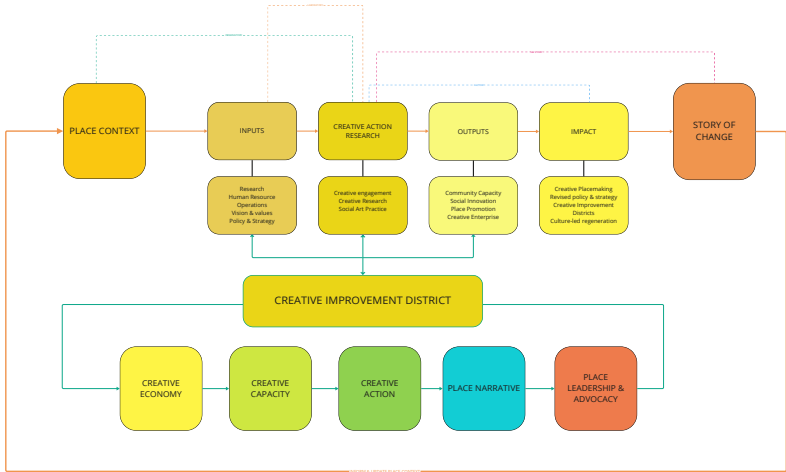 PLACE CONTEXT
INPUTS
CREATIVE ACTION
RESEARCH
OUTPUTS
IMPACT
STORY OF
CHANGE
Research
Human Resource
Operations
Vision & values
Policy & Strategy
Creative engagement
Creative Research
Social Art Practice
Community Capacity
Social Innovation
Place Promotion
Creative Enterprise
Creative Placemaking
Revised policy & strategy
Creative Improvement
Districts
Culture-led regeneration
CREATIVE IMPROVEMENT DISTRICT
CREATIVE
ECONOMY
CREATIVE
CAPACITY
CREATIVE
ACTION
PLACE NARRATIVE
PLACE
LEADERSHIP &
ADVOCACY